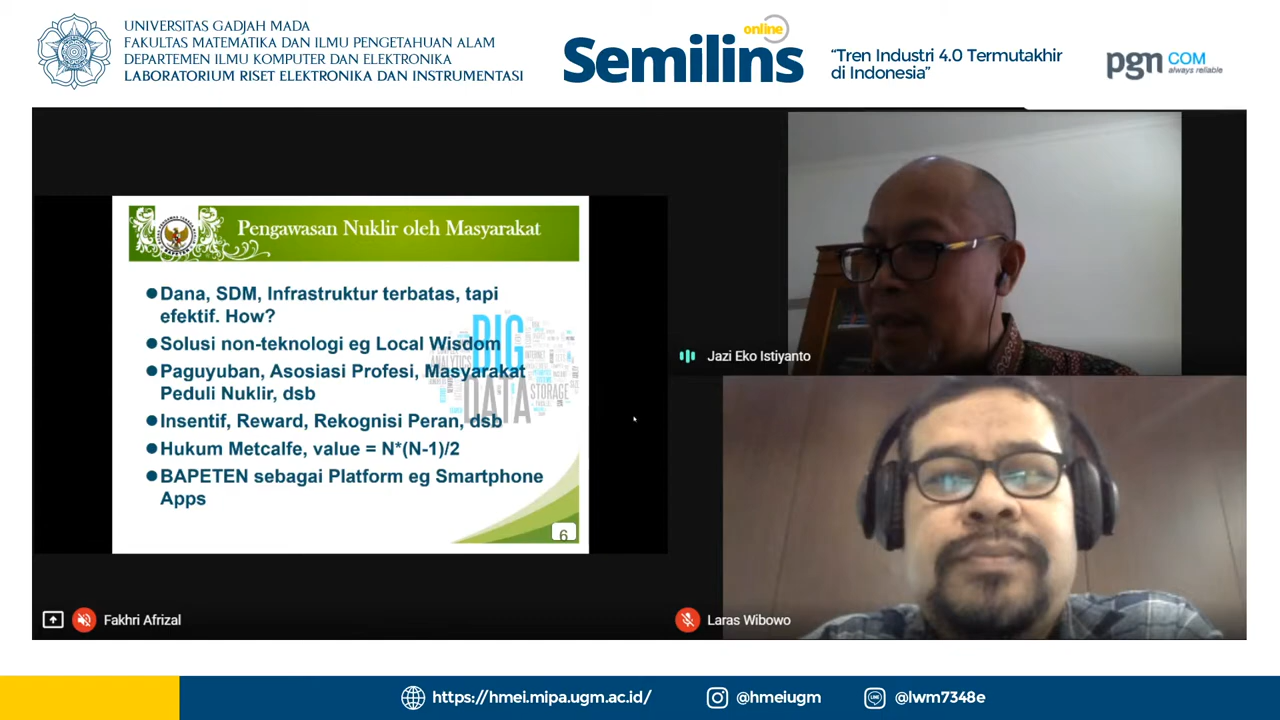 UNIVERSITAS GADJAH MADA
FAKULTAS MATEMATIKA DAN ILMU PENGETAHUAN ALAM
DEPARTEMEN ILMU KOMPUTER DAN ELEKTRONIKA
LABORATORIUM RISET ELEKTRONIKA DAN INSTRUMENTASI
online
Semilins
“Tren Industri 4.0 Termutakhir
di Indonesia”
pgn COM
always reliable
Pengawasan Nuklir oleh Masyarakat
●Dana, SDM, Infrastruktur terbatas, tapi
efektif. How?
●Solusi non-teknologi eg Local Wisdom
●Paguyuban, Asosiasi Profesi, Masyarakat
Peduli Nuklir, dsb
●Insentif, Reward, Rekognisi Peran, dsb
●Hukum Metcalfe, value = N*(N-1)/2
●BAPETEN sebagai Platform eg Smartphone
Apps
BIG
DATA
ANALYTICS
STORAGE
6
Jazi Eko Istiyanto
Fakhri Afrizal
Laras Wibowo
https://hmei.mipa.ugm.ac.id/
@hmeiugm
@lwm7348e